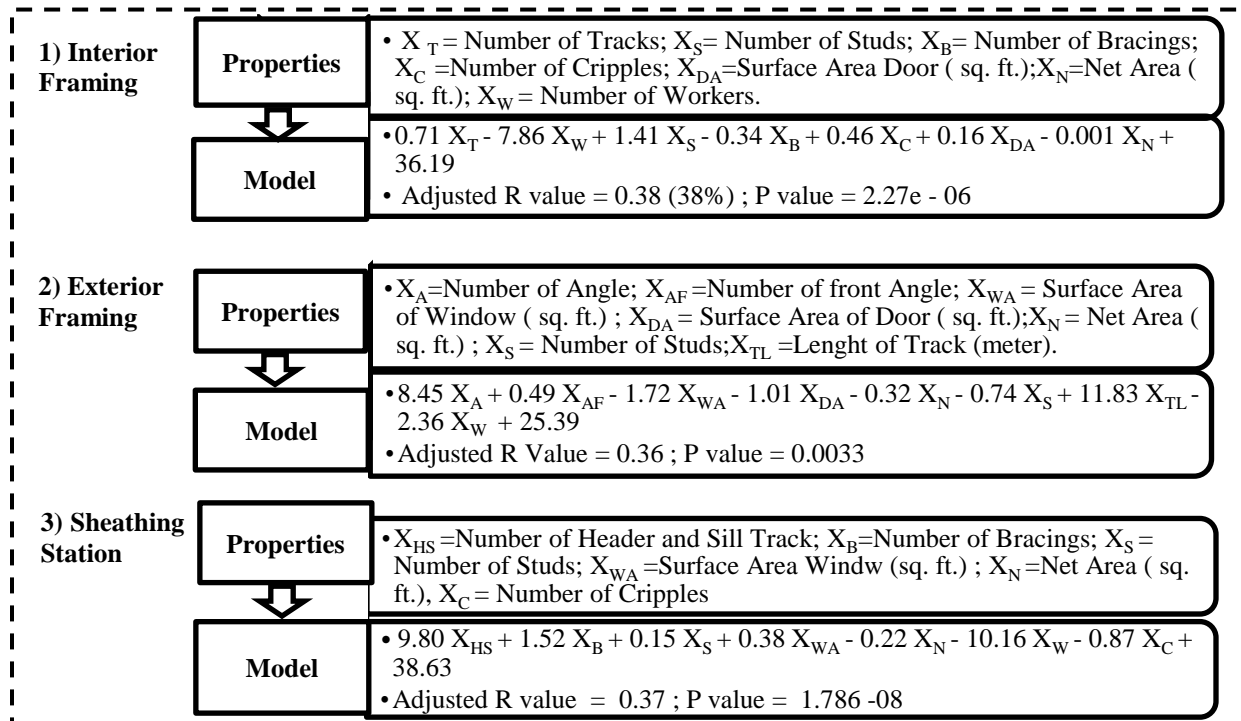 1) Interior
Framing
Properties
• X T = Number of Tracks; XS= Number of Studs; XB= Number of Bracings;
XC =Number of Cripples; XDA=Surface Area Door ( sq. ft.);XN=Net Area (
sq. ft.); XW = Number of Workers.
Model
• 0.71 XT - 7.86 XW + 1.41 XS - 0.34 XB + 0.46 XC + 0.16 XDA - 0.001 XN +
36.19
• Adjusted R value = 0.38 (38%) ; P value = 2.27e - 06
2) Exterior
Framing
Properties
•XA=Number of Angle; XAF =Number of front Angle; XWA = Surface Area
of Window ( sq. ft.) ; XDA = Surface Area of Door ( sq. ft.);XN = Net Area (
sq. ft.) ; XS = Number of Studs;XTL =Lenght of Track (meter).
Model
•8.45 XA + 0.49 XAF - 1.72 XWA - 1.01 XDA - 0.32 XN - 0.74 XS + 11.83 XTL -
2.36 XW + 25.39
•Adjusted R Value = 0.36 ; P value = 0.0033
3) Sheathing
Station
Properties
•XHS =Number of Header and Sill Track; XB=Number of Bracings; XS =
Number of Studs; XWA =Surface Area Windw (sq. ft.) ; XN =Net Area ( sq.
ft.), XC = Number of Cripples
Model
• 9.80 XHS + 1.52 XB + 0.15 XS + 0.38 XWA - 0.22 XN - 10.16 XW - 0.87 XC +
38.63
• Adjusted R value = 0.37 ; P value = 1.786 -08